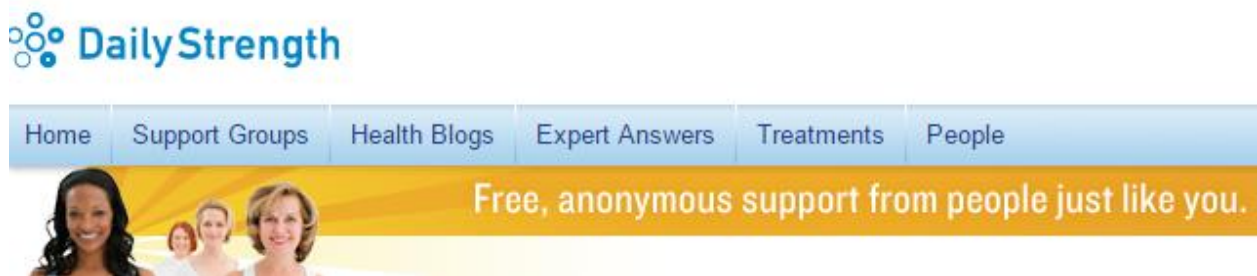 DailyStrength
Home Support Groups Health Blogs Expert Answers Treatments People
Free, anonymous support from people just like you.